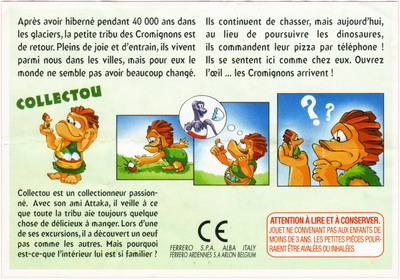 Après avoir hiberné pendant 40 000 ans dans
les glaciers, la petite tribu des Cromignons est
de retour. Pleins de joie et d'entrain, ils vivent
parmi nous dans les villes, mais pour eux le
monde ne semble pas avoir beaucoup changé.
Ils continuent de chasser, mais aujourd'hui,
au lieu de poursuivre les dinosaures,
ils commandent leur pizza par téléphone !
Ils se sentent ici comme chez eux. Ouvrez
l'œil ... les Cromignons arrivent !
COLLECTOU
? ?
Collectou est un collectionneur passion-
né. Avec son ami Attaka, il veille à ce
que toute la tribu aie toujours quelque
chose de délicieux à manger. Lors d'une
de ses excursions, il a découvert un oeuf
pas comme les autres. Mais pourquoi
est-ce-que l'intérieur lui est si familier ?
CE
FERRERO S.P.A. ALBA ITALY
FERRERO ARDENNES S.A ARLON BELGIUM
ATTENTION À LIRE ET À CONSERVER.
JOUET NE CONVENANT PAS AUX ENFANTS DE
MOINS DE 3 ANS. LES PETITES PIÈCES POUR-
RAIENT ÊTRE AVALÉES OU INHALÉES.